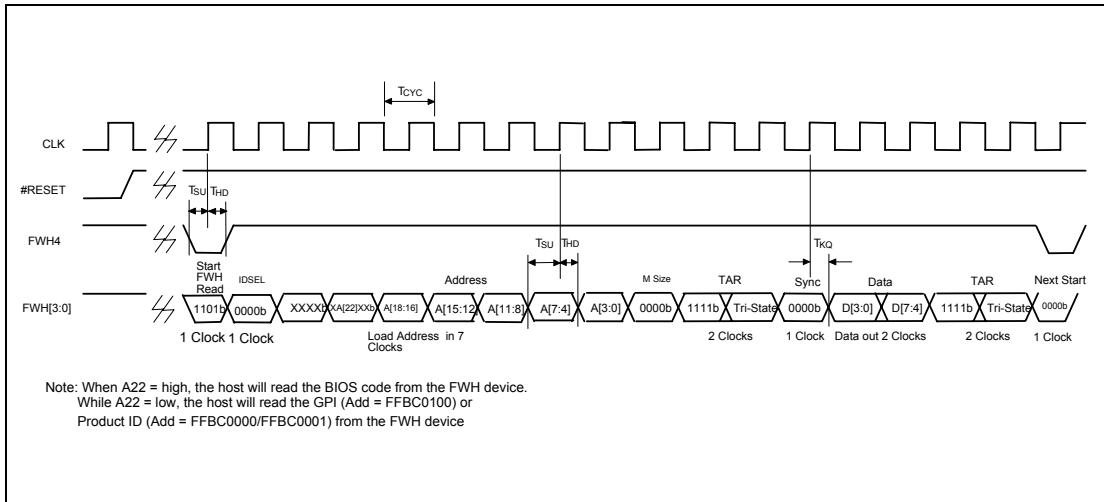 TCYC
CLK
#RESET
TSU THD
FWH4
TSU THD
TKQ
Start
FWH
Read
IDSEL
Address
M Size
TAR
Sync
Data
TAR
Next Start
FWH[3:0]
1101b
0000b
XXXXb
XA[22]XXb
A[18:16]
A[15:12]
A[11:8]
A[7:4]
A[3:0]
0000b
1111b
Tri-State
0000b
D[3:0]
D[7:4]
1111b
Tri-State
0000b
1 Clock
1 Clock
Load Address in 7
Clocks
2 Clocks
1 Clock
Data out 2 Clocks
2 Clocks
1 Clock
Note: When A22 = high, the host will read the BIOS code from the FWH device.
While A22 = low, the host will read the GPI (Add = FFBC0100) or
Product ID (Add = FFBC0000/FFBC0001) from the FWH device